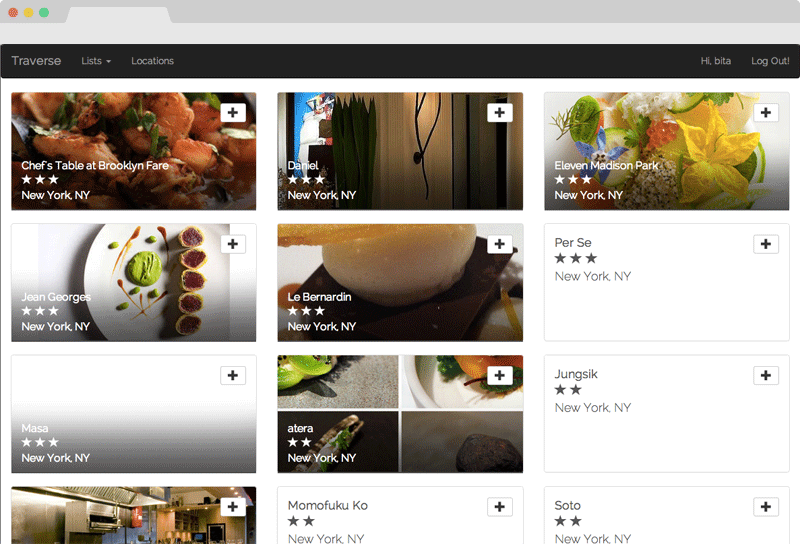 Traverse Lists Locations Hi, bita Log Out!
Chef's Table at Brooklyn Fare
★★★
New York, NY
Daniel
★★★
New York, NY
Eleven Madison Park
★★★
New York, NY
Jean Georges
★★★
New York, NY
Le Bernardin
★★★
New York, NY
Per Se
★★★
New York, NY
Masa
★★★
New York, NY
atera
★★
New York, NY
Jungsik
★★
New York, NY
Momofuku Ko
★★
New York, NY
Soto
★★
New York, NY